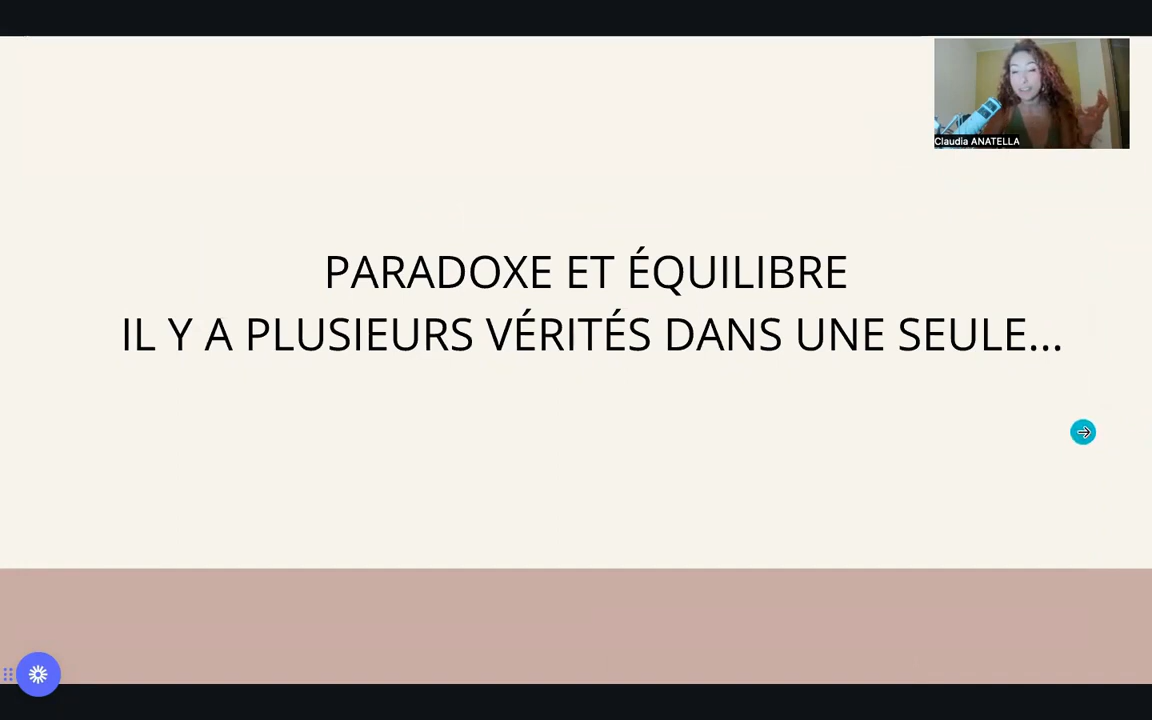 Claudia ANATELLA
PARADOXE ET ÉQUILIBRE
IL Y A PLUSIEURS VÉRITÉS DANS UNE SEULE...